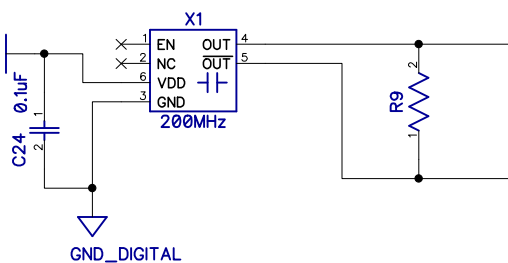 X1
1 EN OUT 4
2 NC OUT 5
6 VDD
3 GND
200MHz
0.1uF
1
C24
2
R9
2
1
GND_DIGITAL